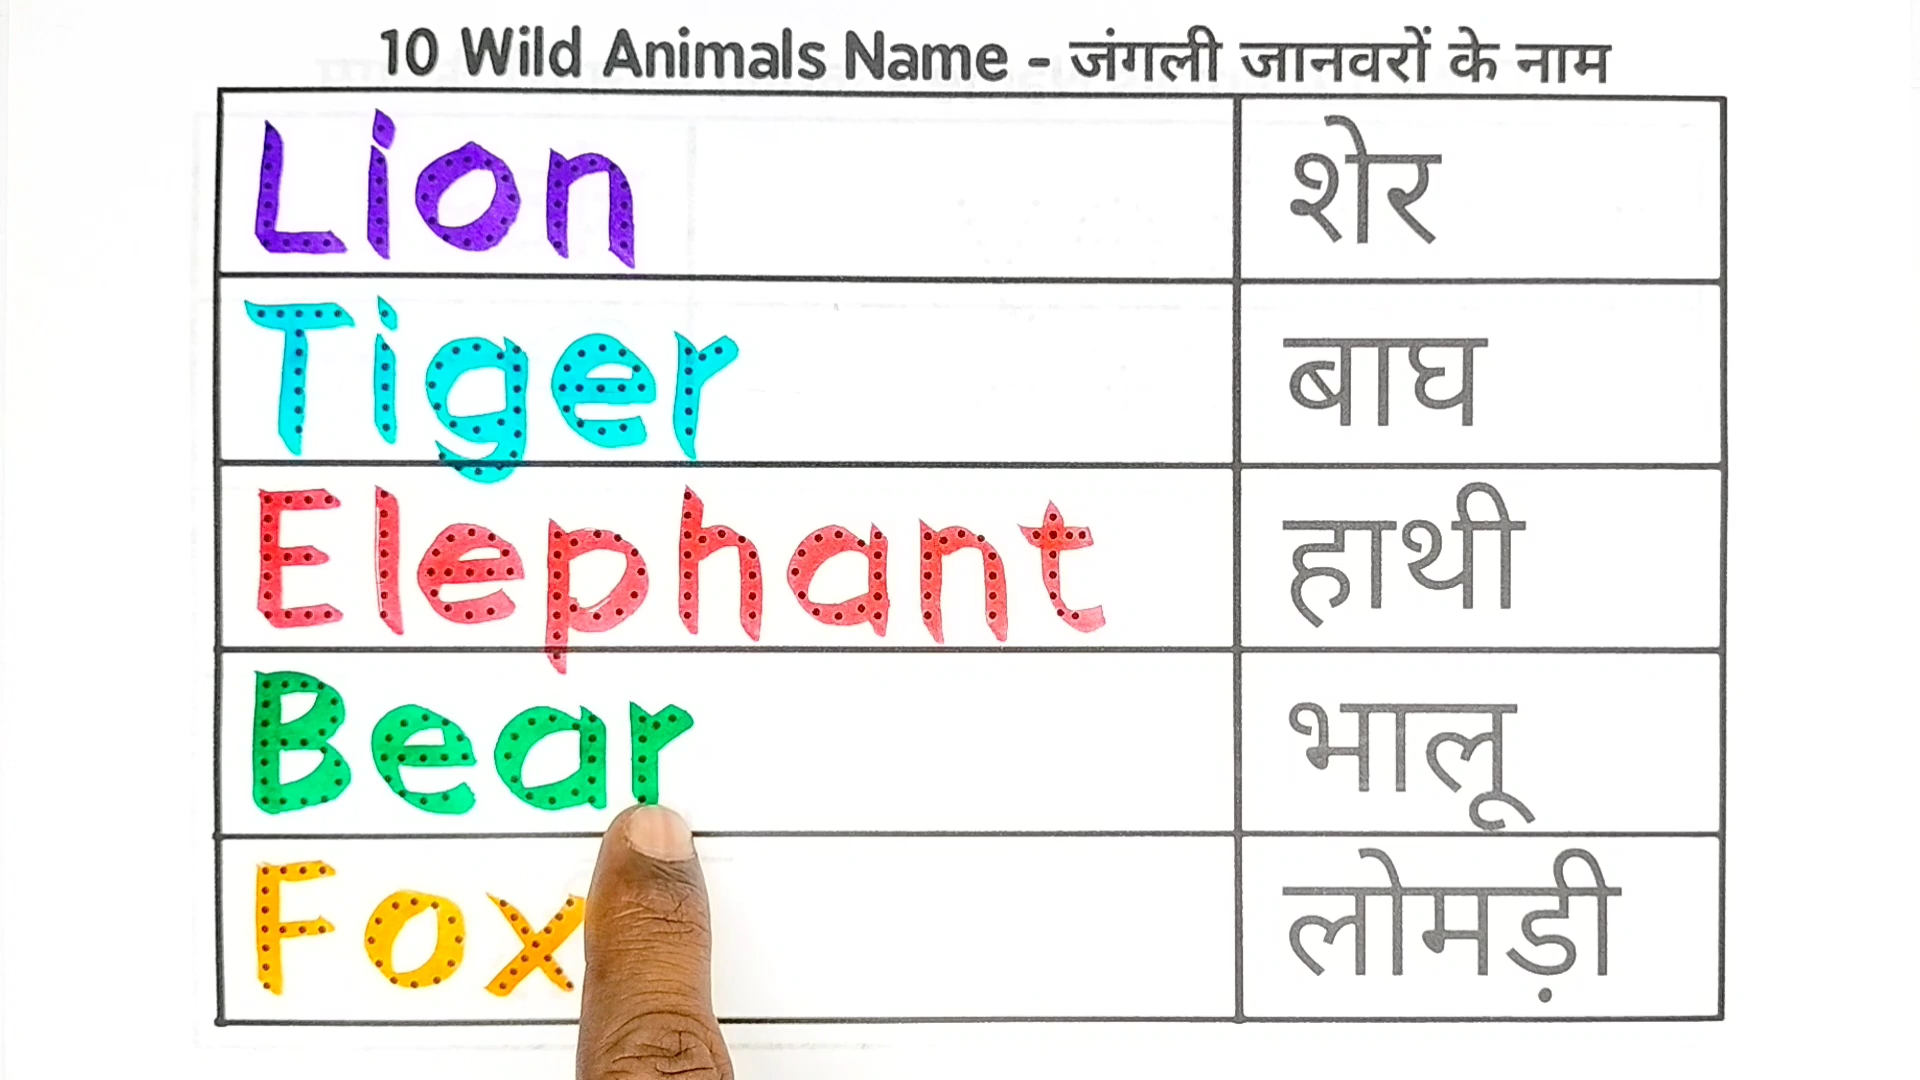 10 Wild Animals Name - जंगली जानवरों के नाम
Lion शेर
Tiger बाघ
Elephant हाथी
Bear भालू
Fox लोमड़ी